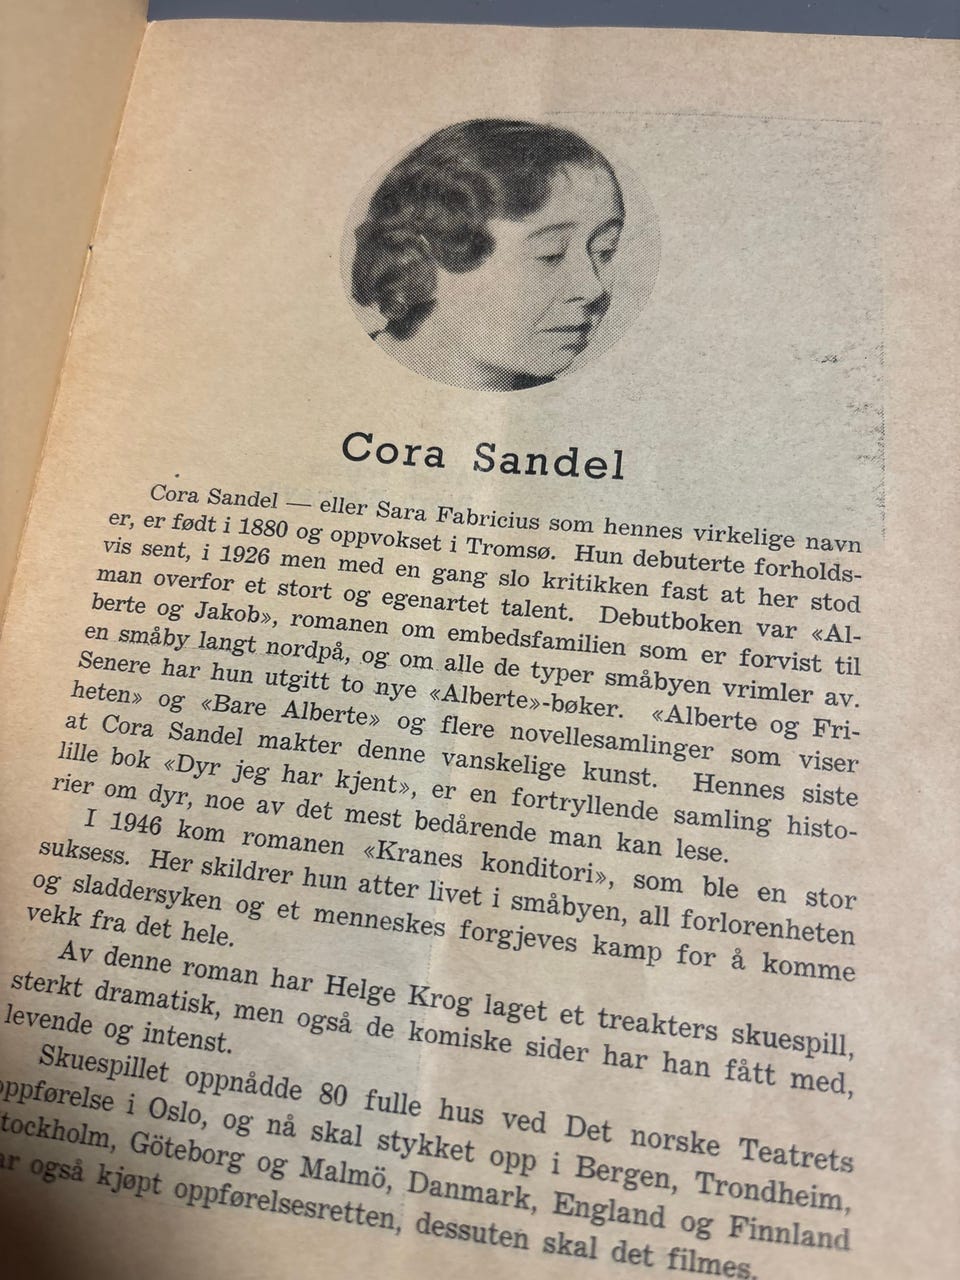 Cora Sandel
Cora Sandel — eller Sara Fabricius som hennes virkelige navn
er, er født i 1880 og oppvokset i Tromsø. Hun debuterte forholds-
vis sent, i 1926 men med en gang slo kritikken fast at her stod
man overfor et stort og egenartet talent. Debutboken var «Al-
berte og Jakob», romanen om embedsfamilien som er forvist til
en småby langt nordpå, og om alle de typer småbyen vrimler av.
Senere har hun utgitt to nye «Alberte»-bøker. «Alberte og Fri-
heten» og «Bare Alberte» og flere novellesamlinger som viser
at Cora Sandel makter denne vanskelige kunst. Hennes siste
lille bok «Dyr jeg har kjent», er en fortryllende samling histo-
rier om dyr, noe av det mest bedårende man kan lese.
I 1946 kom romanen «Kranes konditori», som ble en stor
suksess. Her skildrer hun atter livet i småbyen, all forlorenheten
og sladdersyken og et menneskes forgjeves kamp for å komme
vekk fra det hele.
Av denne roman har Helge Krog laget et treakters skuespill,
sterkt dramatisk, men også de komiske sider har han fått med,
levende og intenst.
Skuespillet oppnådde 80 fulle hus ved Det norske Teatrets
oppførelse i Oslo, og nå skal stykket opp i Bergen, Trondheim,
Stockholm, Göteborg og Malmö, Danmark, England og Finnland
også kjøpt oppførelsesretten, dessuten skal det filmes.